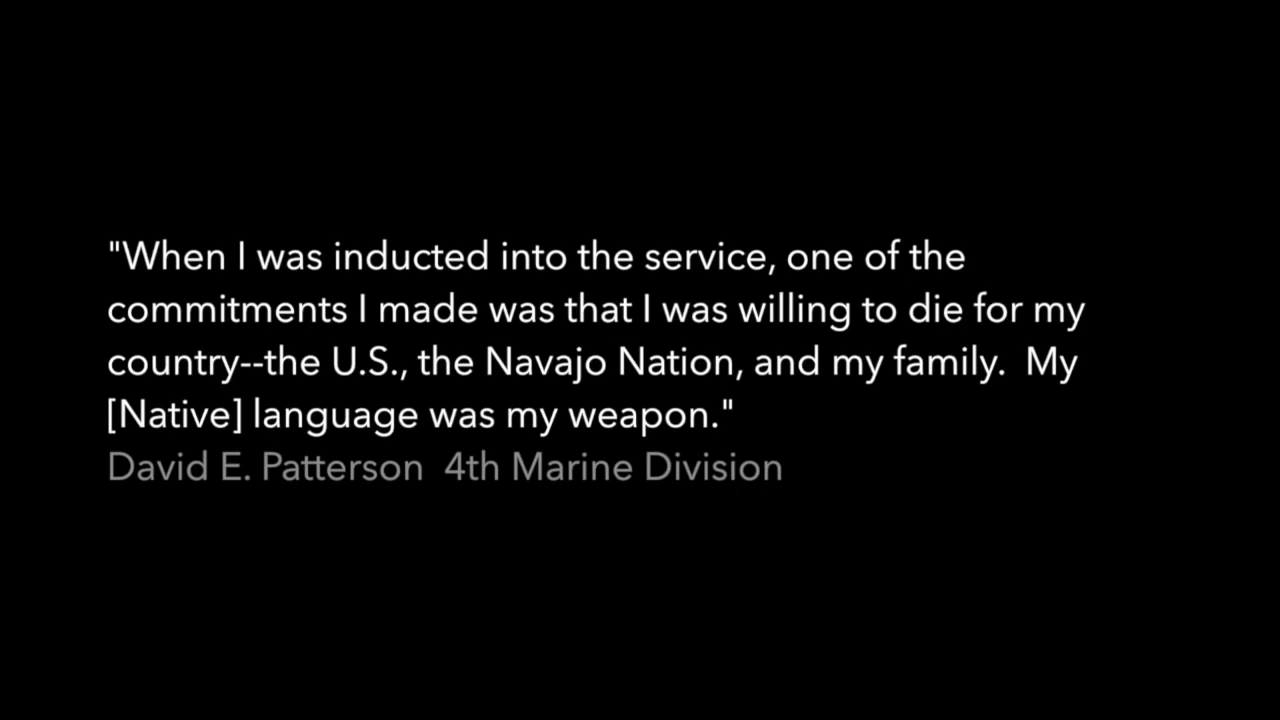 "When I was inducted into the service, one of the
commitments I made was that I was willing to die for my
country--the U.S., the Navajo Nation, and my family.  My
[Native] language was my weapon."
David E. Patterson  4th Marine Division